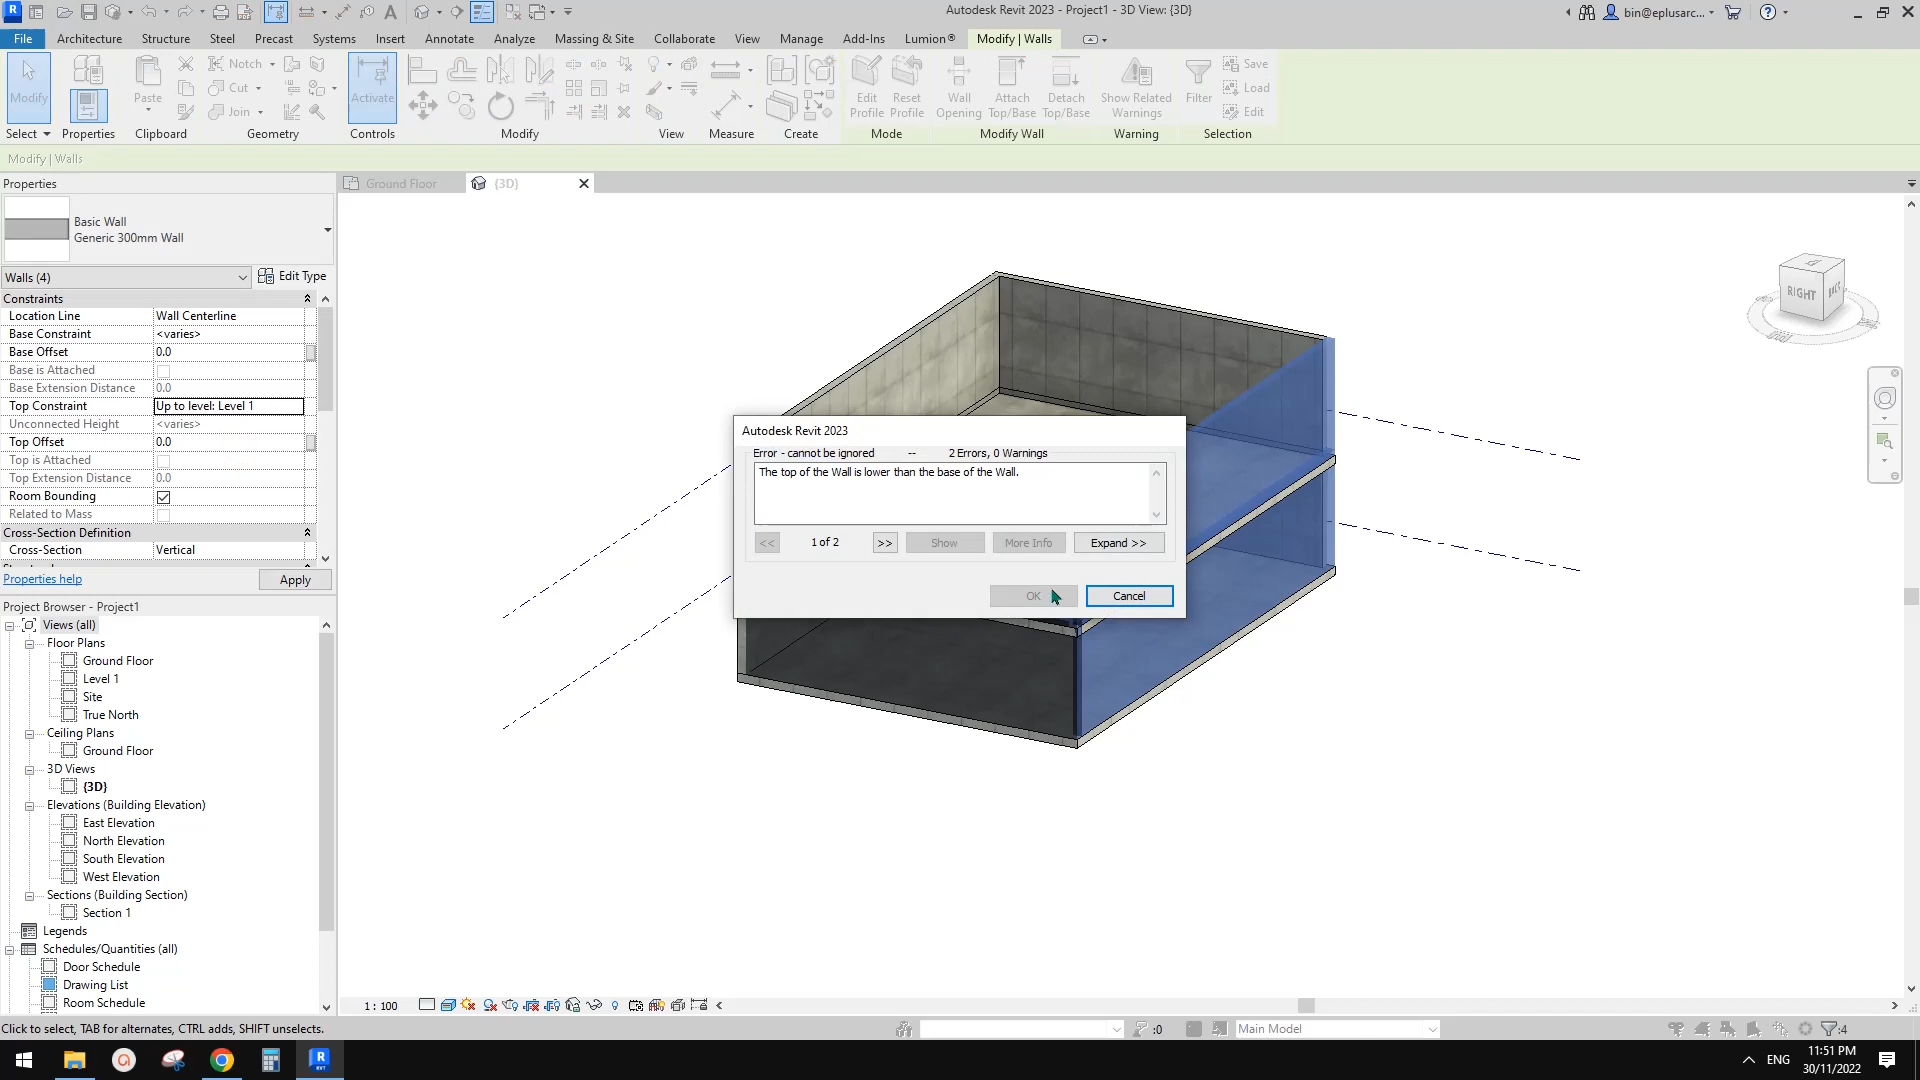 Autodesk Revit 2023 - Project1 - 3D View: {3D}
bin@eplusarc...
File Architecture Structure Steel Precast Systems Insert Annotate Analyze Massing & Site Collaborate View Manage Add-Ins Lumion® Modify | Walls
Modify
Paste
Notch
Cut
Join
Activate
Edit Profile
Reset Profile
Wall Opening
Attach Top/Base
Detach Top/Base
Show Related Warnings
Filter
Save
Load
Edit
Select Properties Clipboard Geometry Controls Modify View Measure Create Mode Modify Wall Warning Selection
Modify | Walls
Properties
Ground Floor
{3D}
Basic Wall
Generic 300mm Wall
Walls (4)
Edit Type
Constraints
Location Line Wall Centerline
Base Constraint <varies>
Base Offset 0.0
Base is Attached
Base Extension Distance 0.0
Top Constraint Up to level: Level 1
Unconnected Height <varies>
Top Offset 0.0
Top is Attached
Top Extension Distance 0.0
Room Bounding
Related to Mass
Cross-Section Definition
Cross-Section Vertical
Properties help
Apply
RIGHT
Autodesk Revit 2023
Error - cannot be ignored -- 2 Errors, 0 Warnings
The top of the Wall is lower than the base of the Wall.
<< 1 of 2 >> Show More Info Expand >>
OK Cancel
Project Browser - Project1
Views (all)
Floor Plans
Ground Floor
Level 1
Site
True North
Ceiling Plans
Ground Floor
3D Views
{3D}
Elevations (Building Elevation)
East Elevation
North Elevation
South Elevation
West Elevation
Sections (Building Section)
Section 1
Legends
Schedules/Quantities (all)
Door Schedule
Drawing List
Room Schedule
1 : 100
Click to select, TAB for alternates, CTRL adds, SHIFT unselects.
:0
Main Model
:4
ENG
11:51 PM
30/11/2022